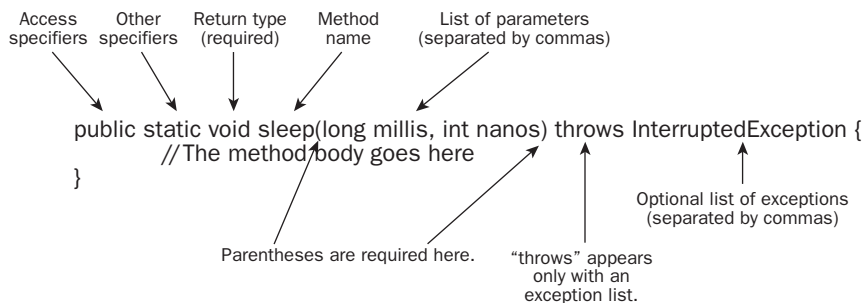 Access
specifiers
Other
specifiers
Return type
(required)
Method
name
List of parameters
(separated by commas)
public static void sleep(long millis, int nanos) throws InterruptedException {
//The method body goes here
}
Optional list of exceptions
(separated by commas)
Parentheses are required here.
“throws” appears
only with an
exception list.